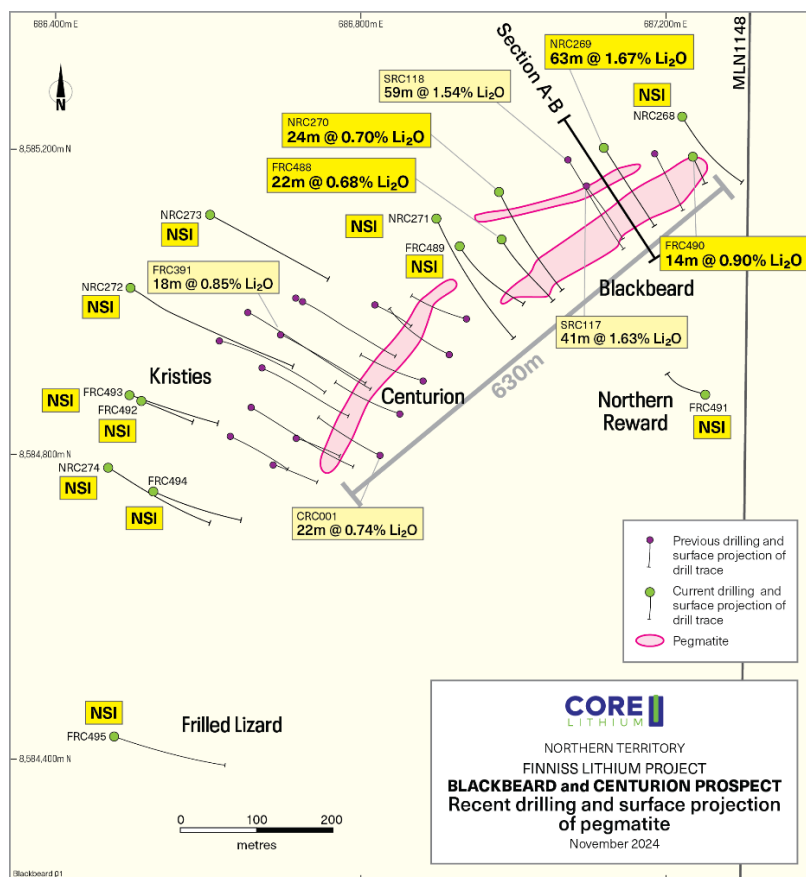 686,400mE
686,800mE
687,200mE
MLN1148
N
Section A-B
NRC269
63m @ 1.67% Li2O
SRC118
59m @ 1.54% Li2O
NSI
NRC268
NRC270
24m @ 0.70% Li2O
8,585,200m N
FRC488
22m @ 0.68% Li2O
NRC273
NSI
NSI
NRC271
FRC489
NSI
FRC490
14m @ 0.90% Li2O
FRC391
18m @ 0.85% Li2O
NRC272
NSI
Blackbeard
SRC117
41m @ 1.63% Li2O
630m
Kristies
Centurion
NSI
FRC493
FRC492
NSI
Northern
Reward
FRC491
NSI
8,584,800m N
NRC274
NSI
FRC494
NSI
CRC001
22m @ 0.74% Li2O
Previous drilling and
surface projection of
drill trace
Current drilling and
surface projection of
drill trace
Pegmatite
NSI
FRC495
Frilled Lizard
8,584,400m N
0 100 200
metres
CORE
LITHIUM
NORTHERN TERRITORY
FINNISS LITHIUM PROJECT
BLACKBEARD and CENTURION PROSPECT
Recent drilling and surface projection
of pegmatite
November 2024
Blackbeard 01